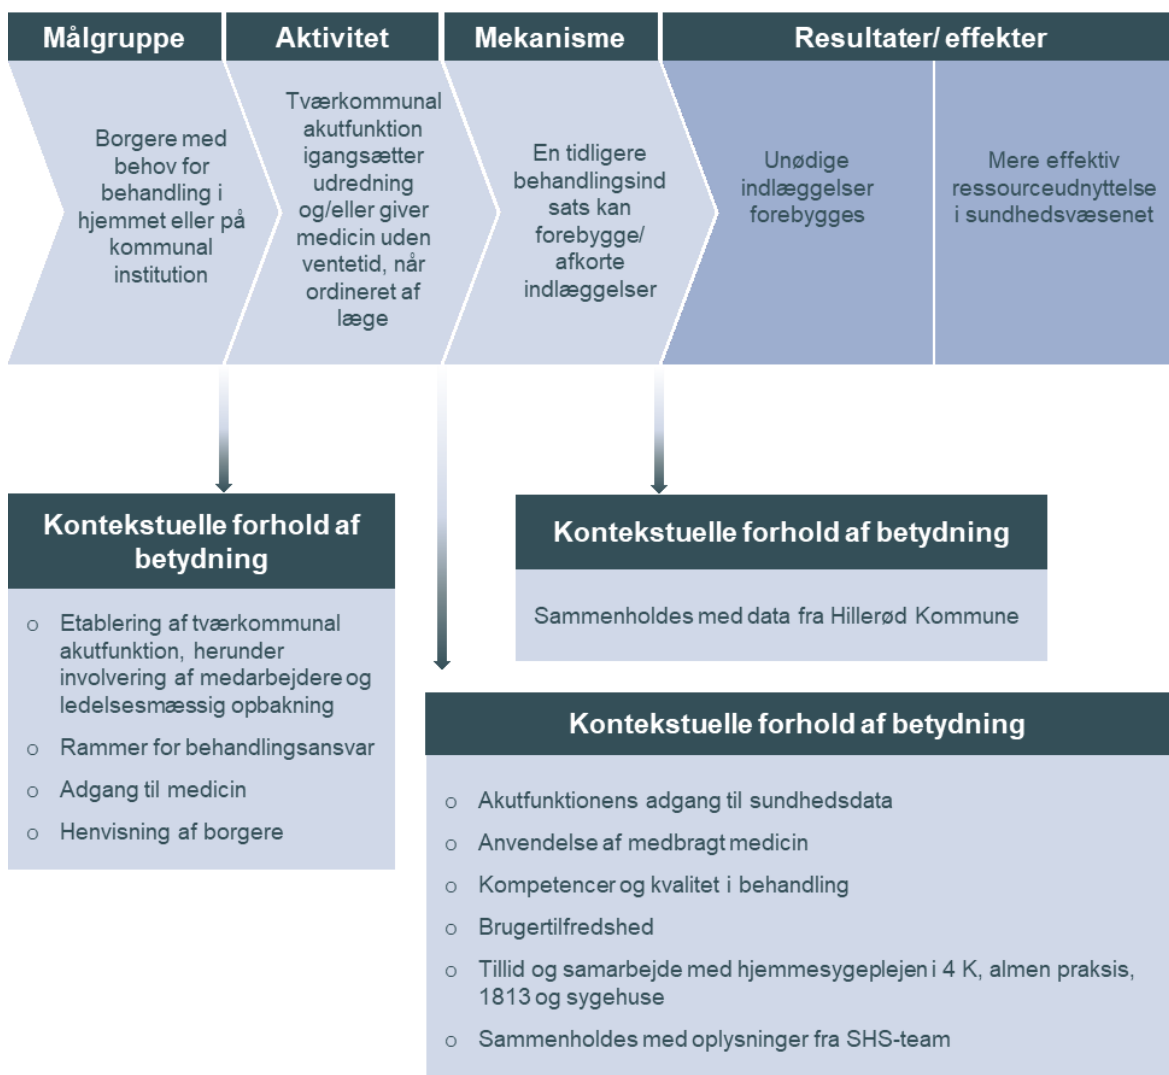 Målgruppe
Aktivitet
Mekanisme
Resultater/ effekter
Borgere med
behov for
behandling i
hjemmet eller på
kommunal
institution
Tværkommunal
akutfunktion
igangsætter
udredning
og/eller giver
medicin uden
ventetid, når
ordineret af
læge
En tidligere
behandlingsind
sats kan
forebygge/
afkorte
indlæggelser
Unødige
indlæggelser
forebygges
Mere effektiv
ressourceudnyttelse
i sundhedsvæsenet
Kontekstuelle forhold af
betydning
o Etablering af tværkommunal
akutfunktion, herunder
involvering af medarbejdere og
ledelsesmæssig opbakning
o Rammer for behandlingsansvar
o Adgang til medicin
o Henvisning af borgere
Kontekstuelle forhold af betydning
Sammenholdes med data fra Hillerød Kommune
Kontekstuelle forhold af betydning
o Akutfunktionens adgang til sundhedsdata
o Anvendelse af medbragt medicin
o Kompetencer og kvalitet i behandling
o Brugertilfredshed
o Tillid og samarbejde med hjemmesygeplejen i 4 K, almen praksis,
1813 og sygehuse
o Sammenholdes med oplysninger fra SHS-team